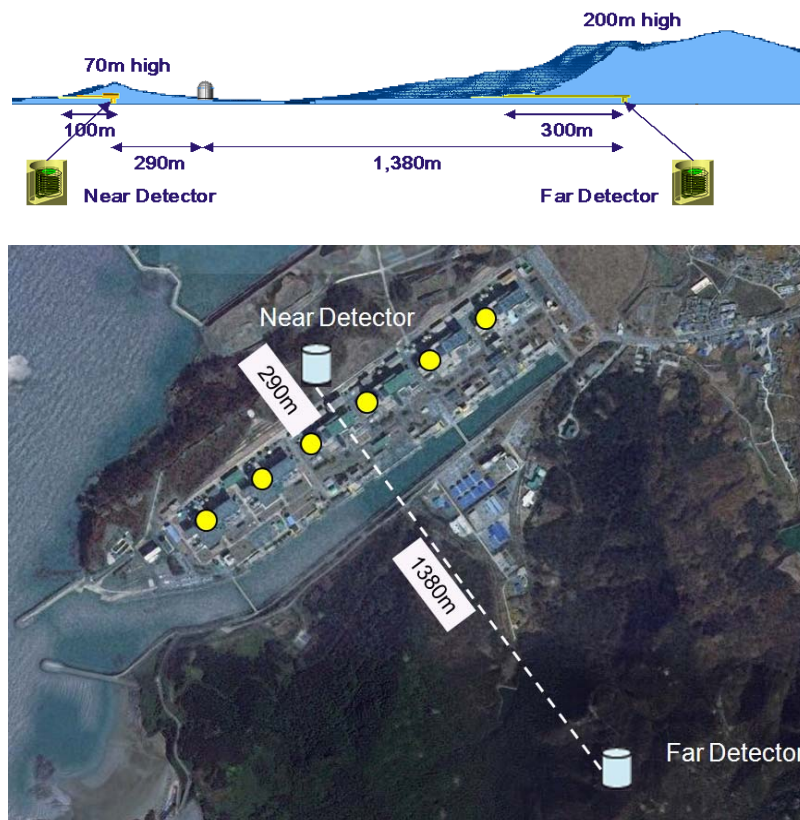 200m high
70m high
100m
300m
290m
1,380m
Near Detector
Far Detector
Near Detector
290m
1380m
Far Detector